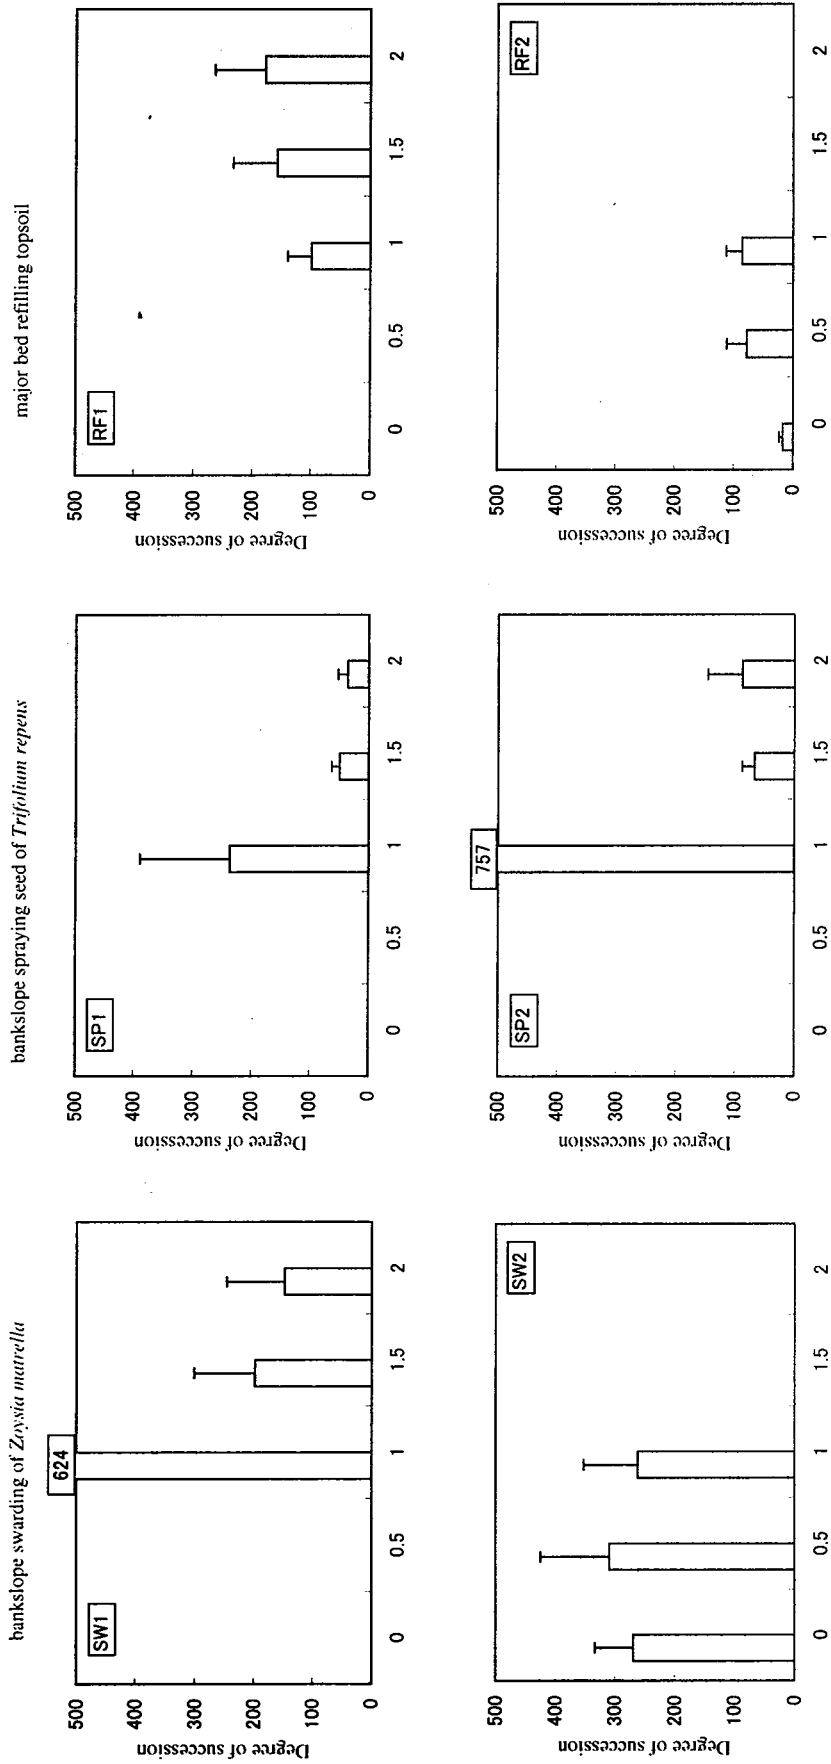 bankslope swarding of Zoysia matrella
SW1
624
500
400
300
200
100
0
Degree of succession
0 0.5 1 1.5 2
SW2
500
400
300
200
100
0
Degree of succession
0 0.5 1 1.5 2
bankslope spraying seed of Trifolium repens
SP1
500
400
300
200
100
0
Degree of succession
0 0.5 1 1.5 2
SP2
757
500
400
300
200
100
0
Degree of succession
0 0.5 1 1.5 2
major bed refilling topsoil
RF1
500
400
300
200
100
0
Degree of succession
0 0.5 1 1.5 2
RF2
500
400
300
200
100
0
Degree of succession
0 0.5 1 1.5 2